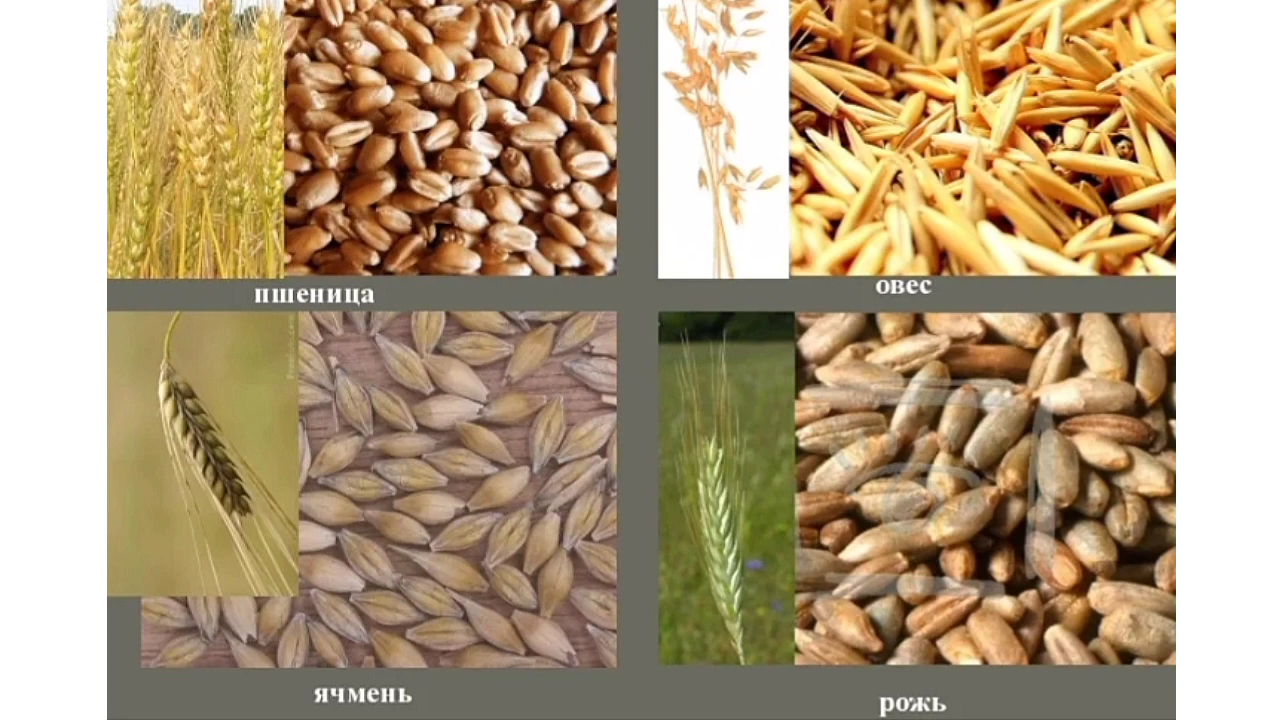 пшеница
овес
ячмень
рожь